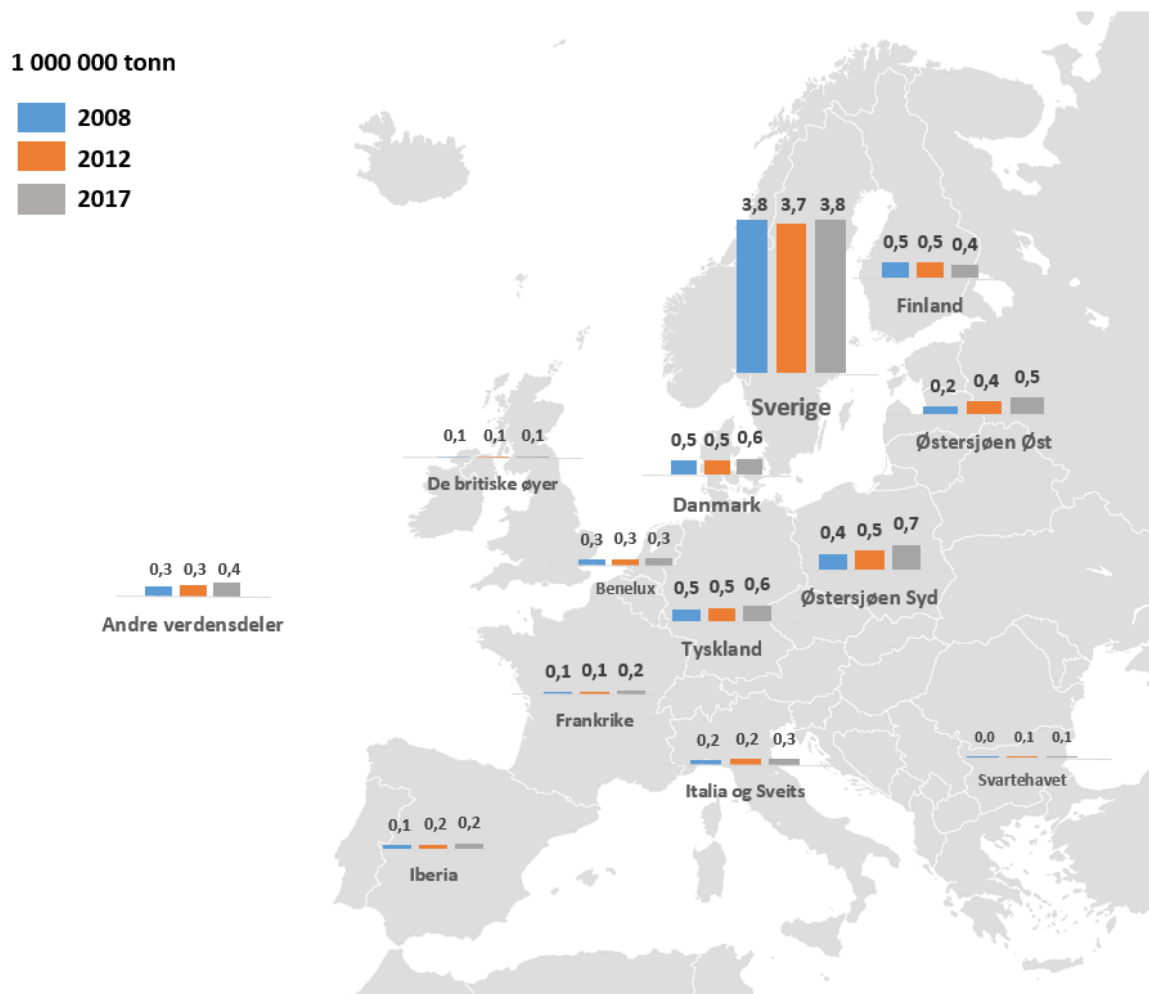 1 000 000 tonn
2008
2012
2017
3,8 3,7 3,8
Sverige
0,5 0,5 0,4
Finland
0,2 0,4 0,5
Østersjøen Øst
0,1 0,1 0,1
De britiske øyer
0,5 0,5 0,6
Danmark
0,4 0,5 0,7
Østersjøen Syd
0,3 0,3 0,3
Benelux
0,3 0,3 0,4
Andre verdensdeler
0,5 0,5 0,6
Tyskland
0,1 0,1 0,2
Frankrike
0,2 0,2 0,3
Italia og Sveits
0,0 0,1 0,1
Svartehavet
0,1 0,2 0,2
Iberia